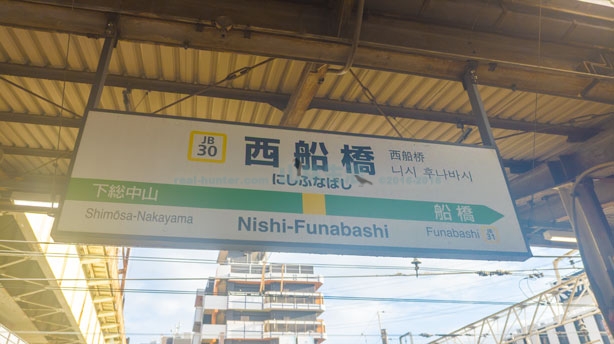 JB
30
西船橋
にしふなばし
西船橋
니시 후나바시
下総中山
船橋
Shimōsa-Nakayama
Nishi-Funabashi
Funabashi